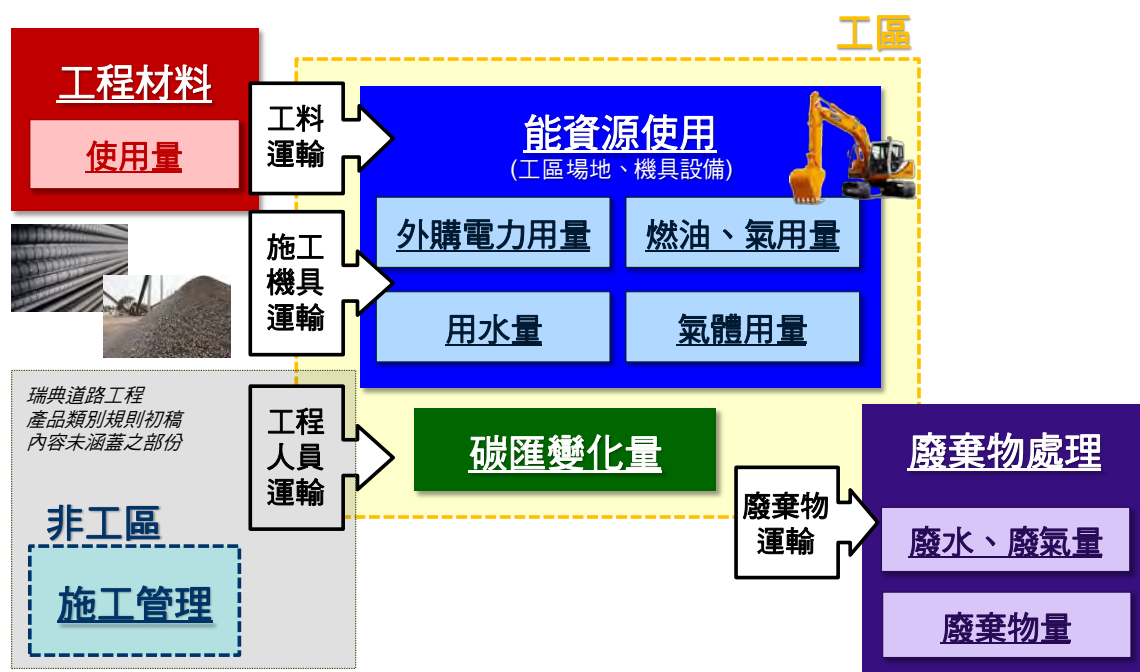 工區
工程材料
使用量
工料
運輸
能資源使用
(工區場地、機具設備)
外購電力用量
燃油、氣用量
施工
機具
運輸
用水量
氣體用量
瑞典道路工程
產品類別規則初稿
內容未涵蓋之部份
工程
人員
運輸
碳匯變化量
廢棄物
運輸
廢棄物處理
廢水、廢氣量
廢棄物量
非工區
施工管理